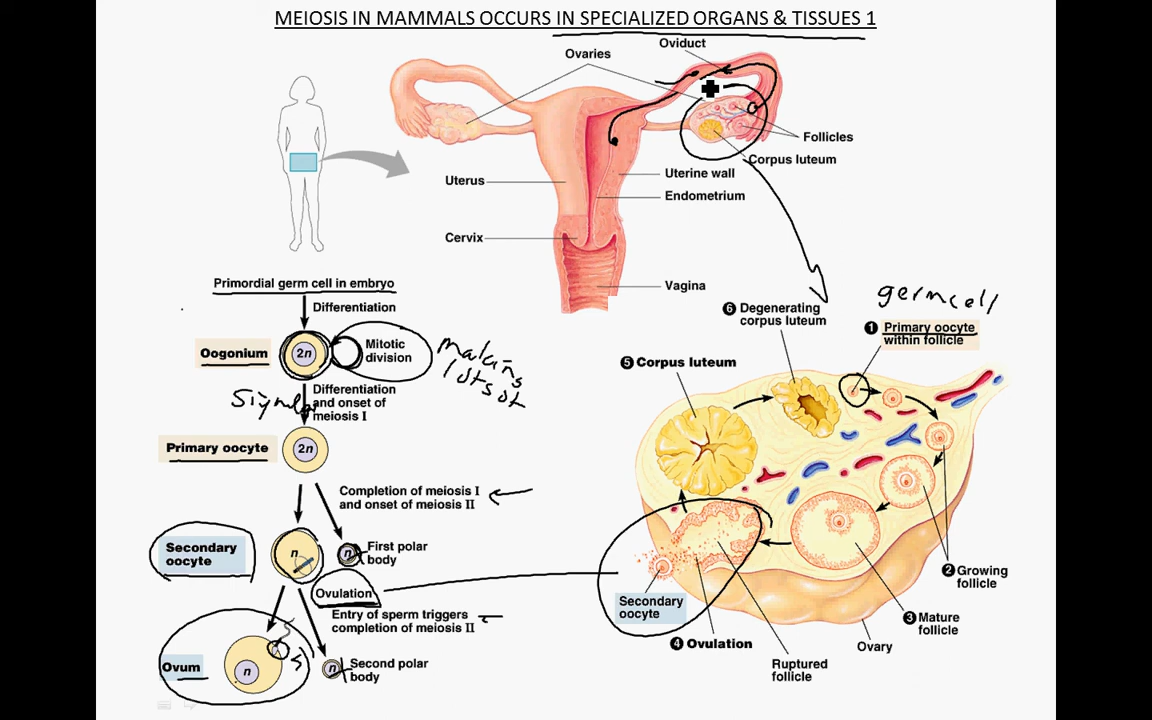 MEIOSIS IN MAMMALS OCCURS IN SPECIALIZED ORGANS & TISSUES 1
Oviduct
Ovaries
Follicles
Corpus luteum
Uterine wall
Uterus
Endometrium
Cervix
Vagina
Primordial germ cell in embryo
Differentiation
Oogonium
2n
Mitotic
division
making
lots of
Differentiation
and onset of
meiosis I
Signal
Primary oocyte
2n
Completion of meiosis I
and onset of meiosis II
Secondary
oocyte
n
n
First polar
body
Ovulation
Entry of sperm triggers
completion of meiosis II
Ovum
n
n
Second polar
body
germ cell
1 Primary oocyte
within follicle
6 Degenerating
corpus luteum
5 Corpus luteum
2 Growing
follicle
3 Mature
follicle
Secondary
oocyte
4 Ovulation
Ovary
Ruptured
follicle